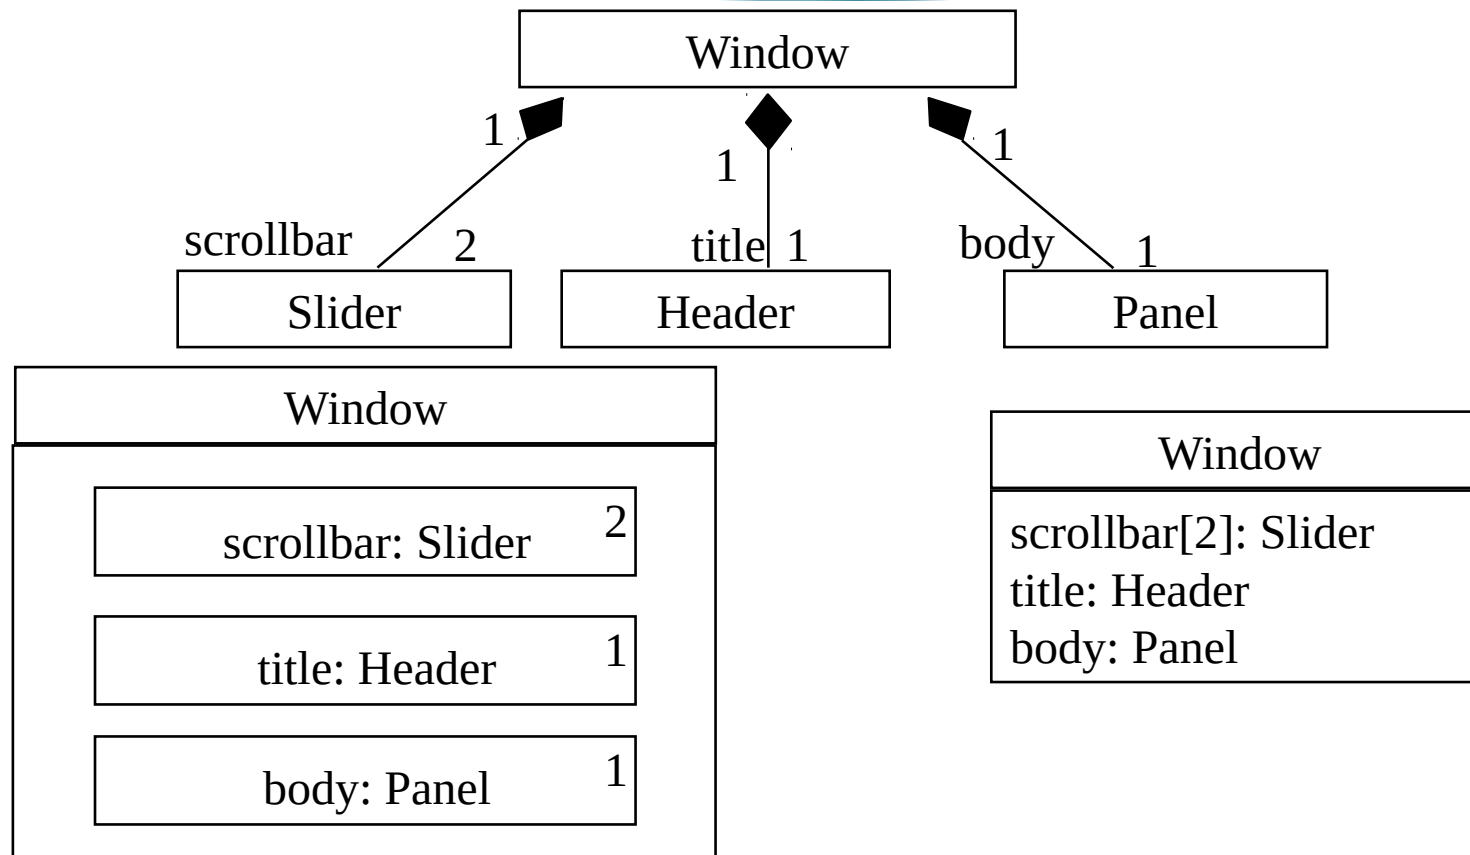 Window
1
1
1
scrollbar
2
title
1
body
1
Slider
Header
Panel
Window
scrollbar: Slider
2
title: Header
1
body: Panel
1
Window
scrollbar[2]: Slider
title: Header
body: Panel